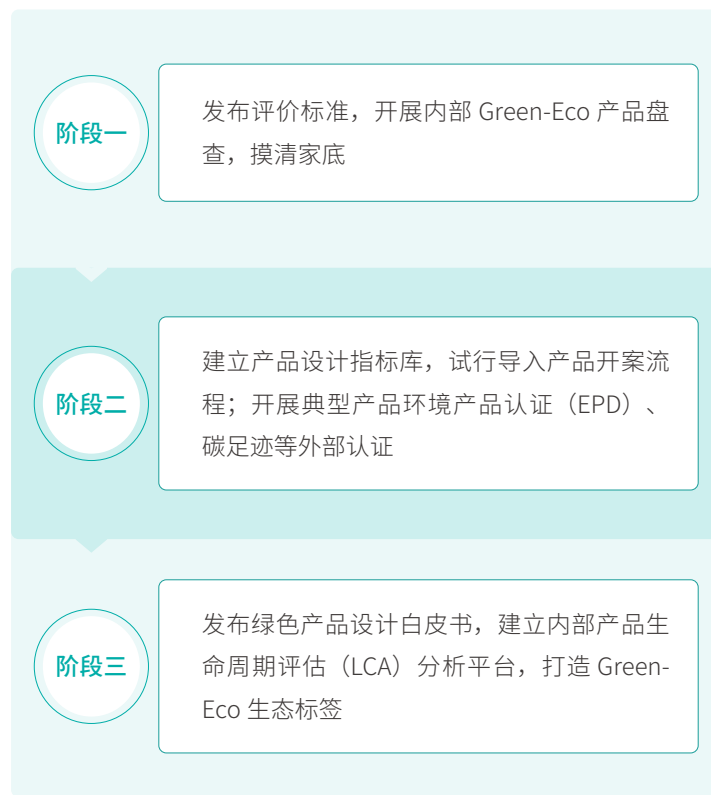 阶段一
发布评价标准，开展内部 Green-Eco 产品盘
查，摸清家底
阶段二
建立产品设计指标库，试行导入产品开案流
程；开展典型产品环境产品认证（EPD）、
碳足迹等外部认证
阶段三
发布绿色产品设计白皮书，建立内部产品生
命周期评估（LCA）分析平台，打造 Green-
Eco 生态标签